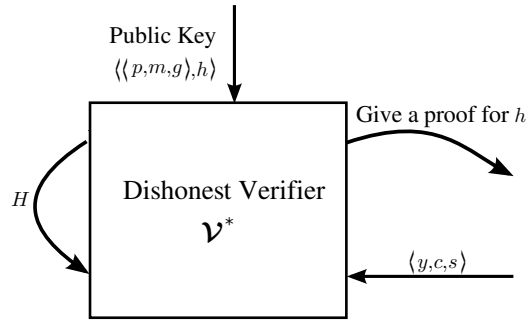 Public Key
⟨⟨p,m,g⟩,h⟩
Give a proof for h
H
Dishonest Verifier
𝓥*
⟨y,c,s⟩